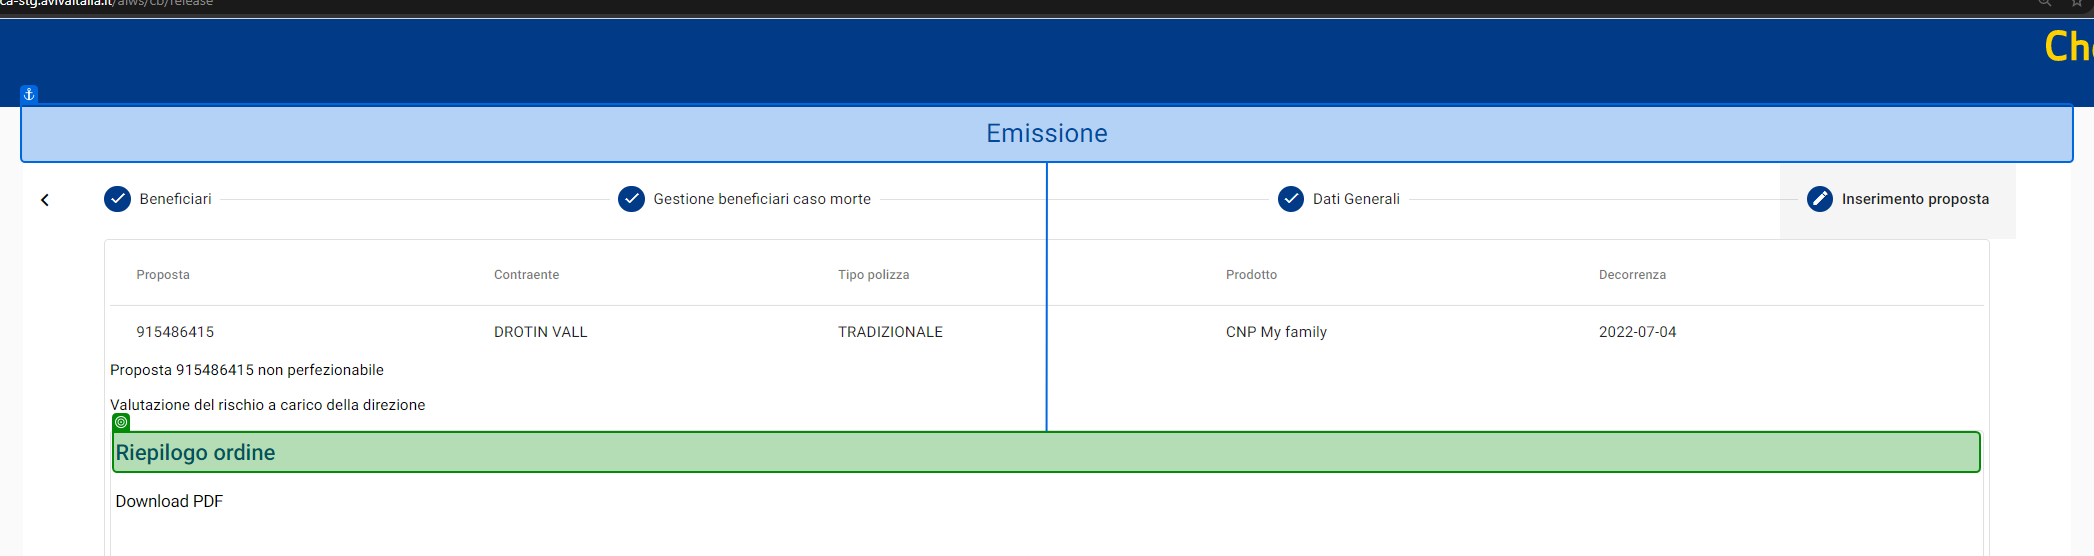 ca-stg.avivaitalia.it/aiws/cb/release
Emissione
Beneficiari
Gestione beneficiari caso morte
Dati Generali
Inserimento proposta
Proposta Contraente Tipo polizza Prodotto Decorrenza
915486415 DROTIN VALL TRADIZIONALE CNP My family 2022-07-04
Proposta 915486415 non perfezionabile
Valutazione del rischio a carico della direzione
Riepilogo ordine
Download PDF